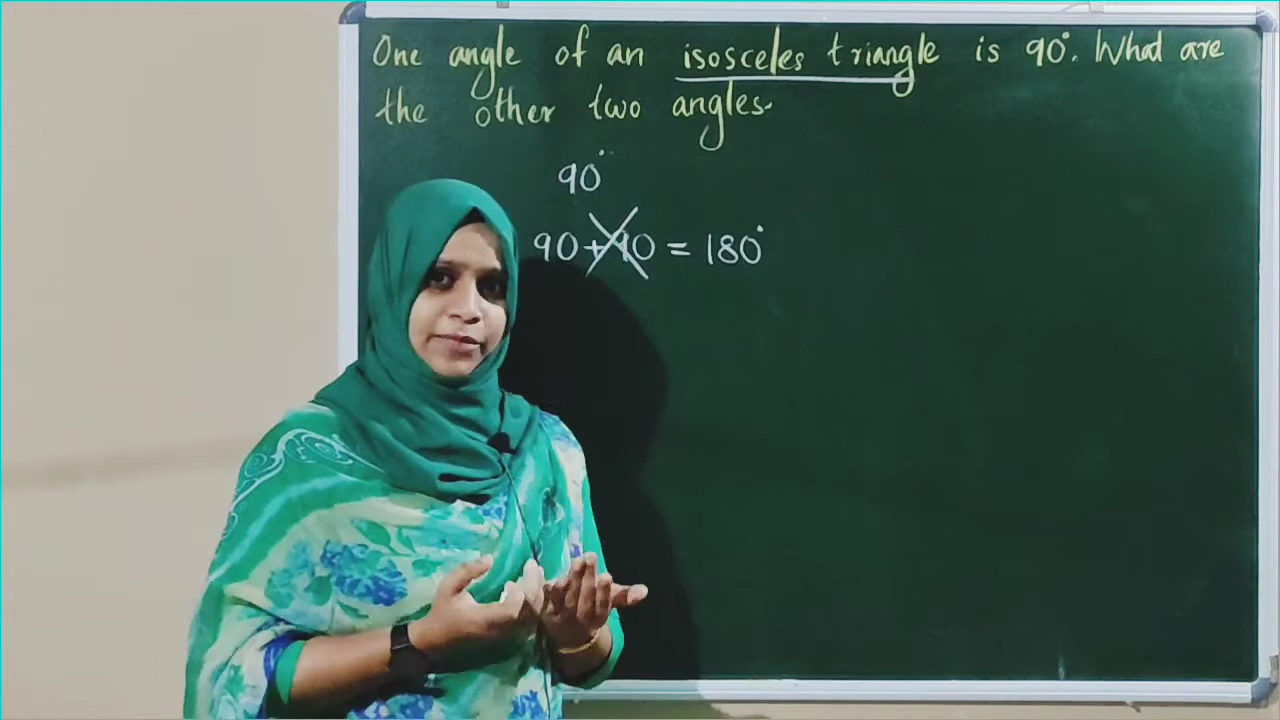 One angle of an isosceles triangle is 90°. What are
the other two angles.
90°
90+90 = 180°